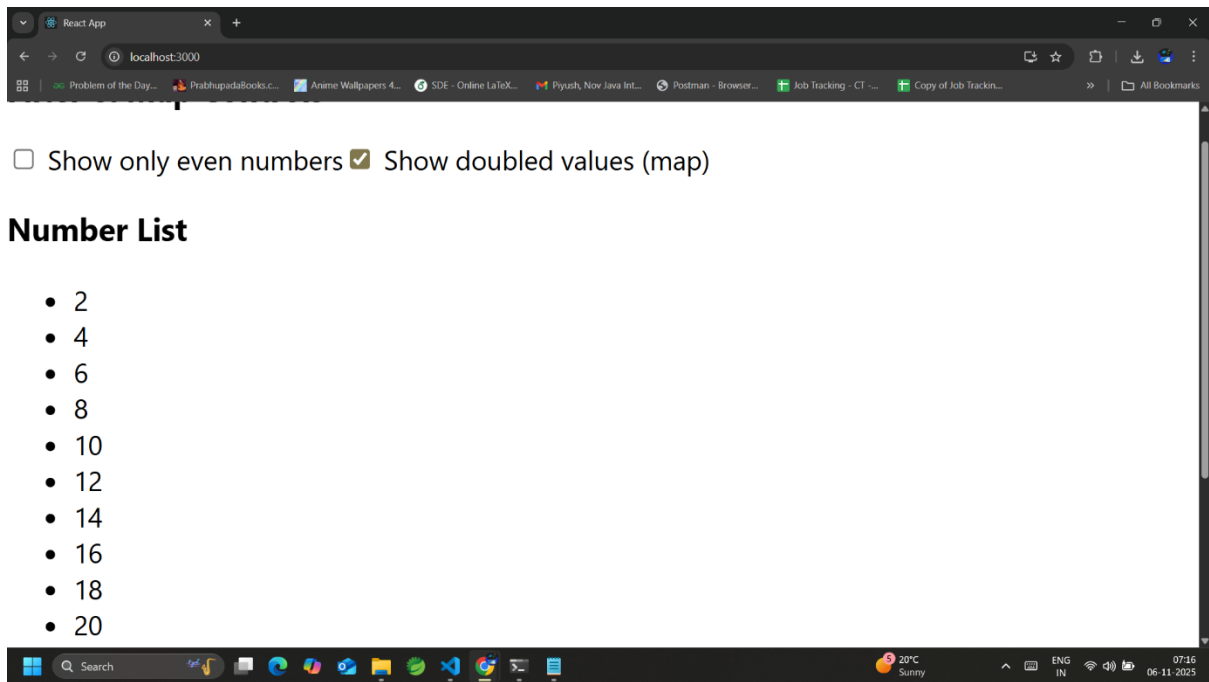 React App
localhost:3000
Problem of the Day... PrabhupadaBooks.c... Anime Wallpapers 4... SDE - Online LaTeX... Piyush, Nov Java Int... Postman - Browser... Job Tracking - CT -... Copy of Job Trackin... » All Bookmarks
Show only even numbers Show doubled values (map)
Number List
• 2
• 4
• 6
• 8
• 10
• 12
• 14
• 16
• 18
• 20
Search 5 20°C ENG 07:16
Sunny IN 06-11-2025